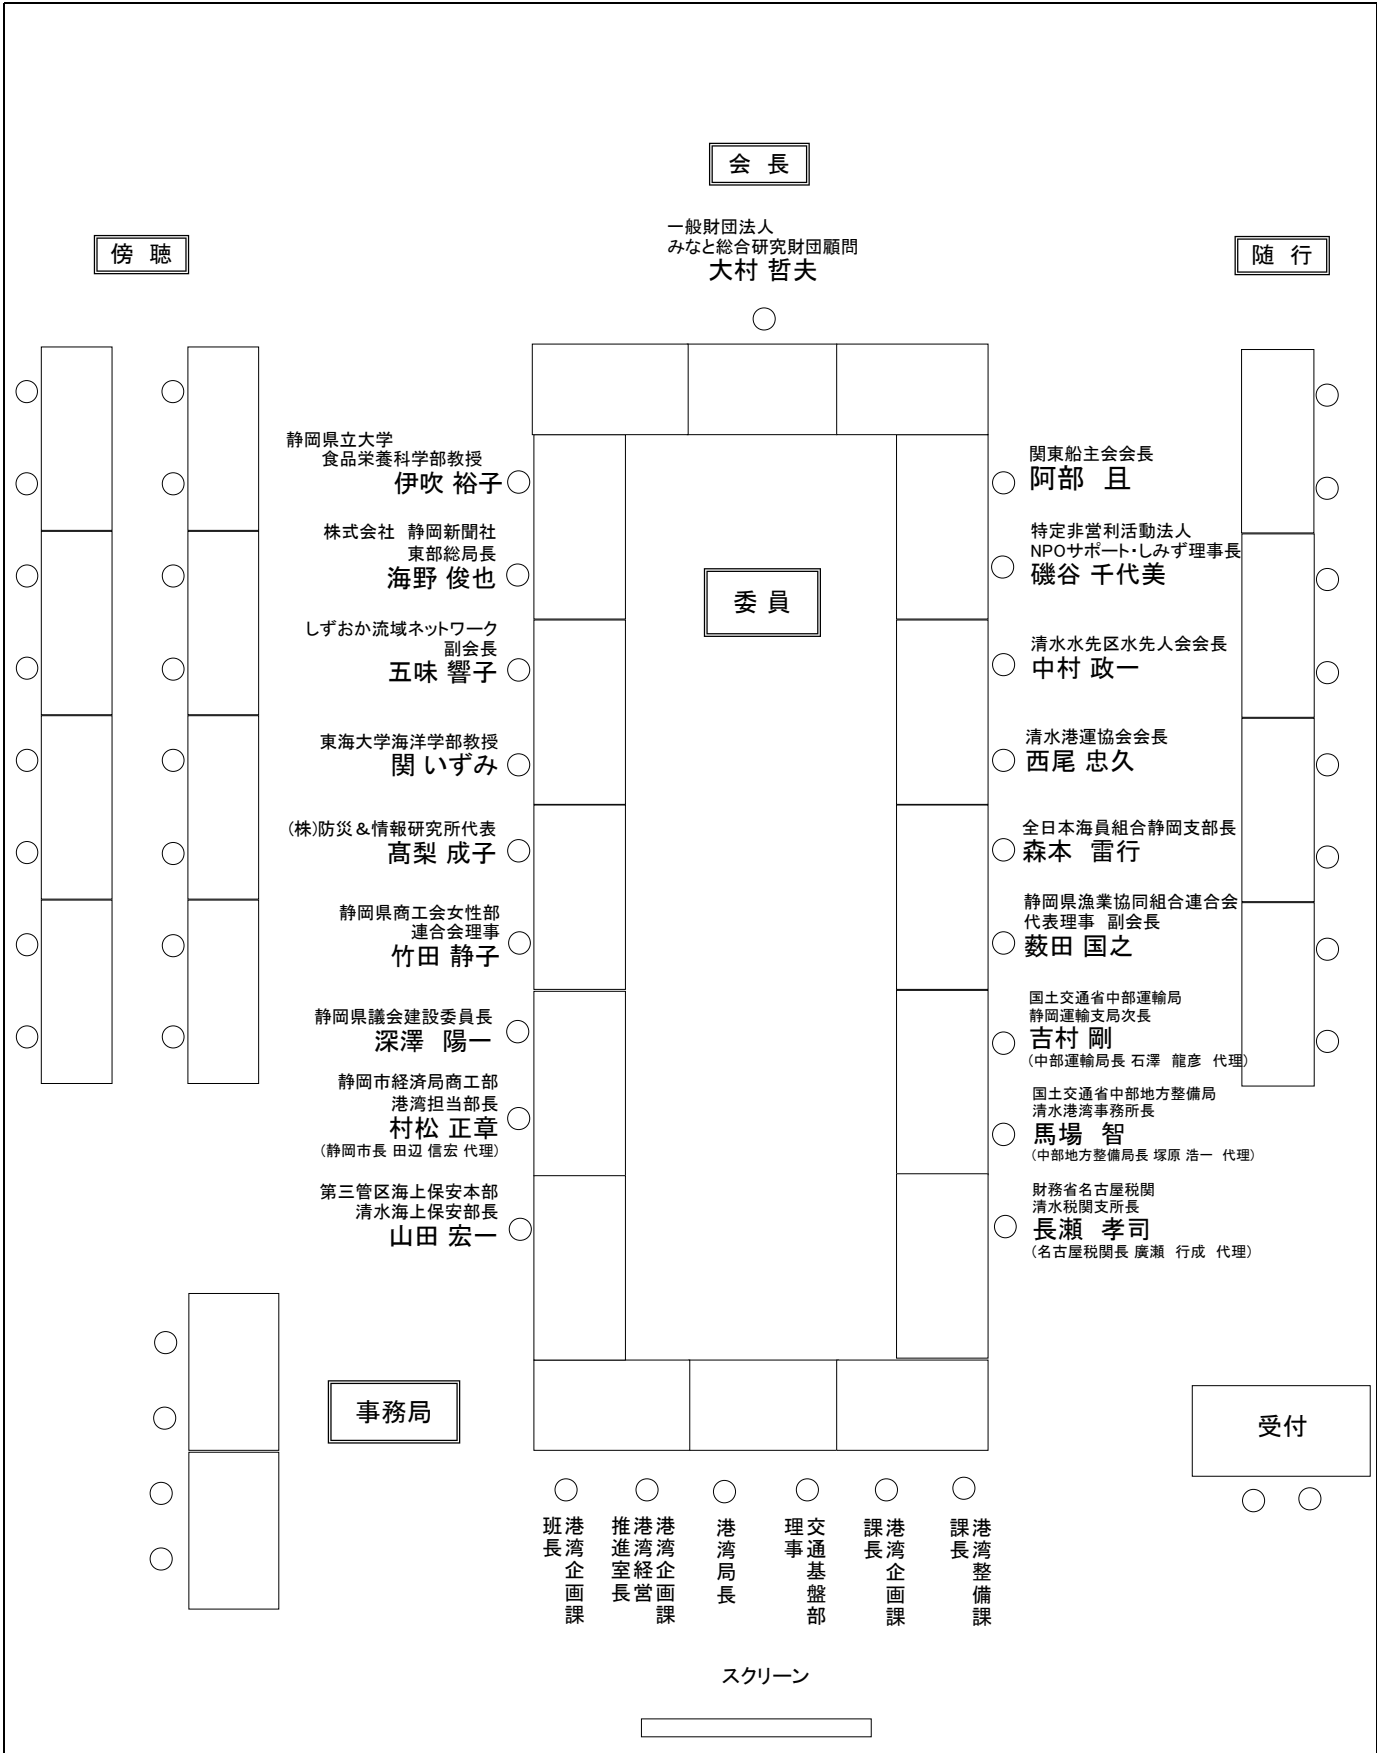 会 長
一般財団法人
みなと総合研究財団顧問
大村 哲夫
傍 聴
随 行
静岡県立大学
食品栄養科学部教授
伊吹 裕子
株式会社 静岡新聞社
東部総局長
海野 俊也
しずおか流域ネットワーク
副会長
五味 響子
東海大学海洋学部教授
関 いずみ
(株)防災&情報研究所代表
髙梨 成子
静岡県商工会女性部
連合会理事
竹田 静子
静岡県議会建設委員長
深澤 陽一
静岡市経済局商工部
港湾担当部長
村松 正章
(静岡市長 田辺 信宏 代理)
第三管区海上保安本部
清水海上保安部長
山田 宏一
委 員
関東船主会会長
阿部 且
特定非営利活動法人
NPOサポート・しみず理事長
磯谷 千代美
清水水先区水先人会会長
中村 政一
清水港運協会会長
西尾 忠久
全日本海員組合静岡支部長
森本 雷行
静岡県漁業協同組合連合会
代表理事 副会長
薮田 国之
国土交通省中部運輸局
静岡運輸支局次長
吉村 剛
(中部運輸局長 石澤 龍彦 代理)
国土交通省中部地方整備局
清水港湾事務所長
馬場 智
(中部地方整備局長 塚原 浩一 代理)
財務省名古屋税関
清水税関支所長
長瀬 孝司
(名古屋税関長 廣瀬 行成 代理)
事務局
受付
港湾企画課
班長
港湾企画課
港湾経営
推進室長
港湾局長
交通基盤部
理事
港湾企画課
課長
港湾整備課
課長
スクリーン